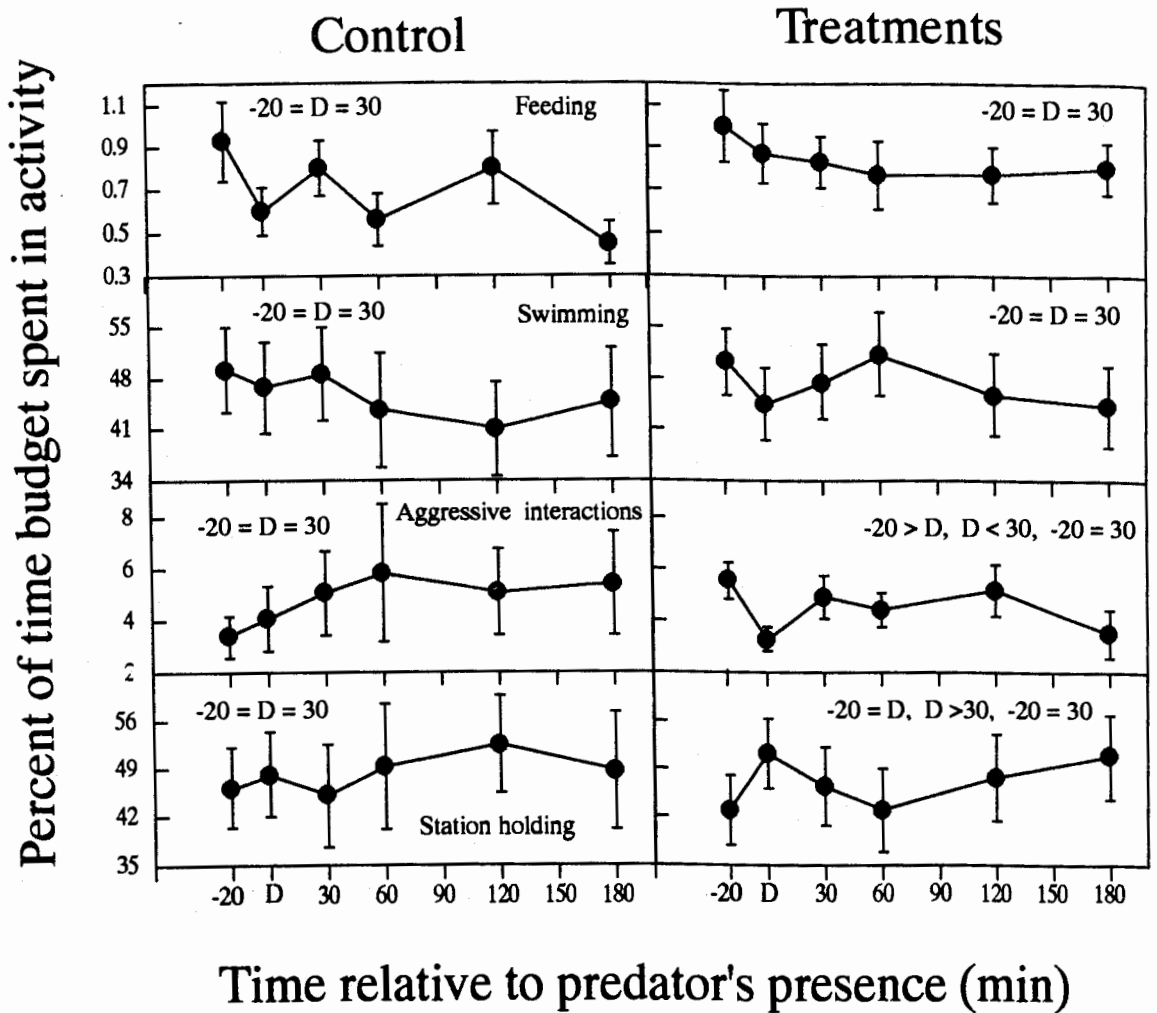 Control
Treatments
Percent of time budget spent in activity
1.1
0.9
0.7
0.5
0.3
-20 = D = 30
Feeding
-20 = D = 30
55
48
41
34
-20 = D = 30
Swimming
-20 = D = 30
8
6
4
2
-20 = D = 30
Aggressive interactions
-20 > D, D < 30, -20 = 30
56
49
42
35
-20 = D = 30
Station holding
-20 = D, D >30, -20 = 30
-20 D 30 60 90 120 150 180
-20 D 30 60 90 120 150 180
Time relative to predator's presence (min)